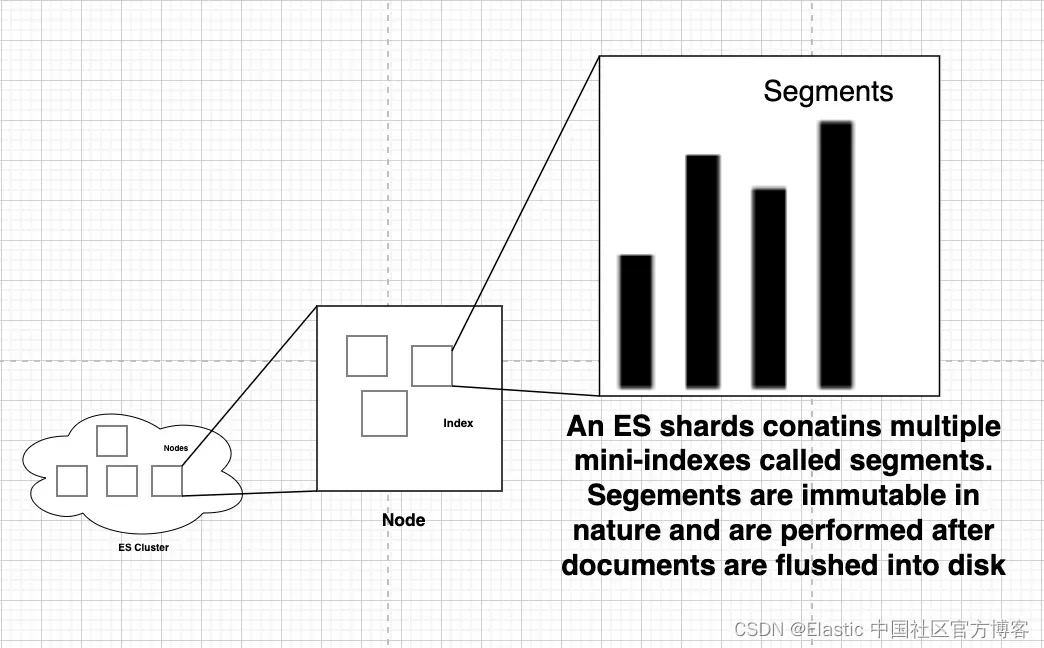 Segments
Index
Nodes
Node
ES Cluster
An ES shards conatins multiple
mini-indexes called segments.
Segements are immutable in
nature and are performed after
documents are flushed into disk
CSDN @Elastic 中国社区官方博客